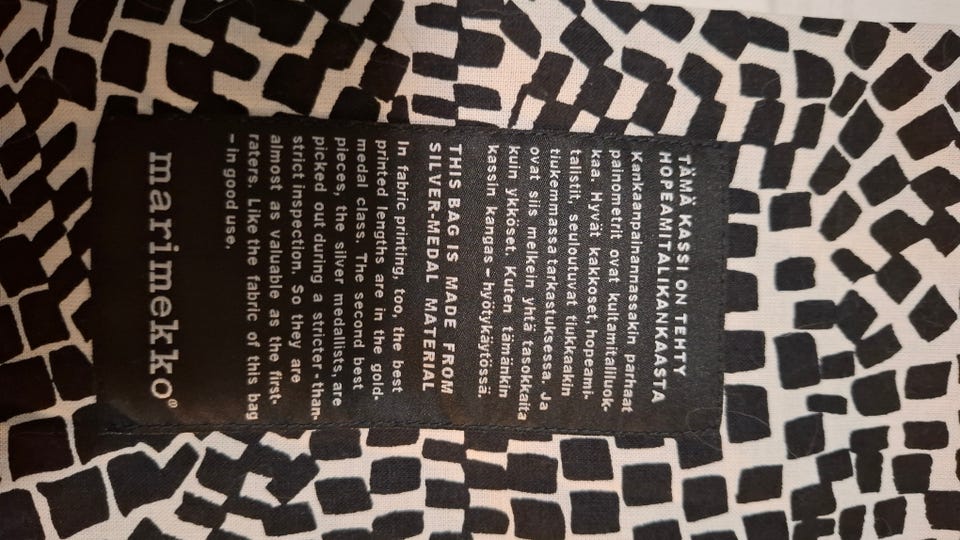 TÄMÄ KASSI ON TEHTY
HOPEAMITALIKANKAASTA
Kankaanpainannassakin parhaat
painometrit ovat kultamitaliluok-
kaa. Hyvät kakkoset, hopeami-
talistit, seuloutuvat tiukkaakin
tiukemmassa tarkastuksessa. Ja
ovat siis melkein yhtä tasokkaita
kuin ykköset. Kuten tämänkin
kassin kangas – hyötykäytössä.
THIS BAG IS MADE FROM
SILVER-MEDAL MATERIAL
In fabric printing, too, the best
printed lengths are in the gold-
medal class. The second best
pieces, the silver medallists, are
picked out during a stricter-than-
strict inspection. So they are
almost as valuable as the first-
raters. Like the fabric of this bag
– in good use.
marimekko®